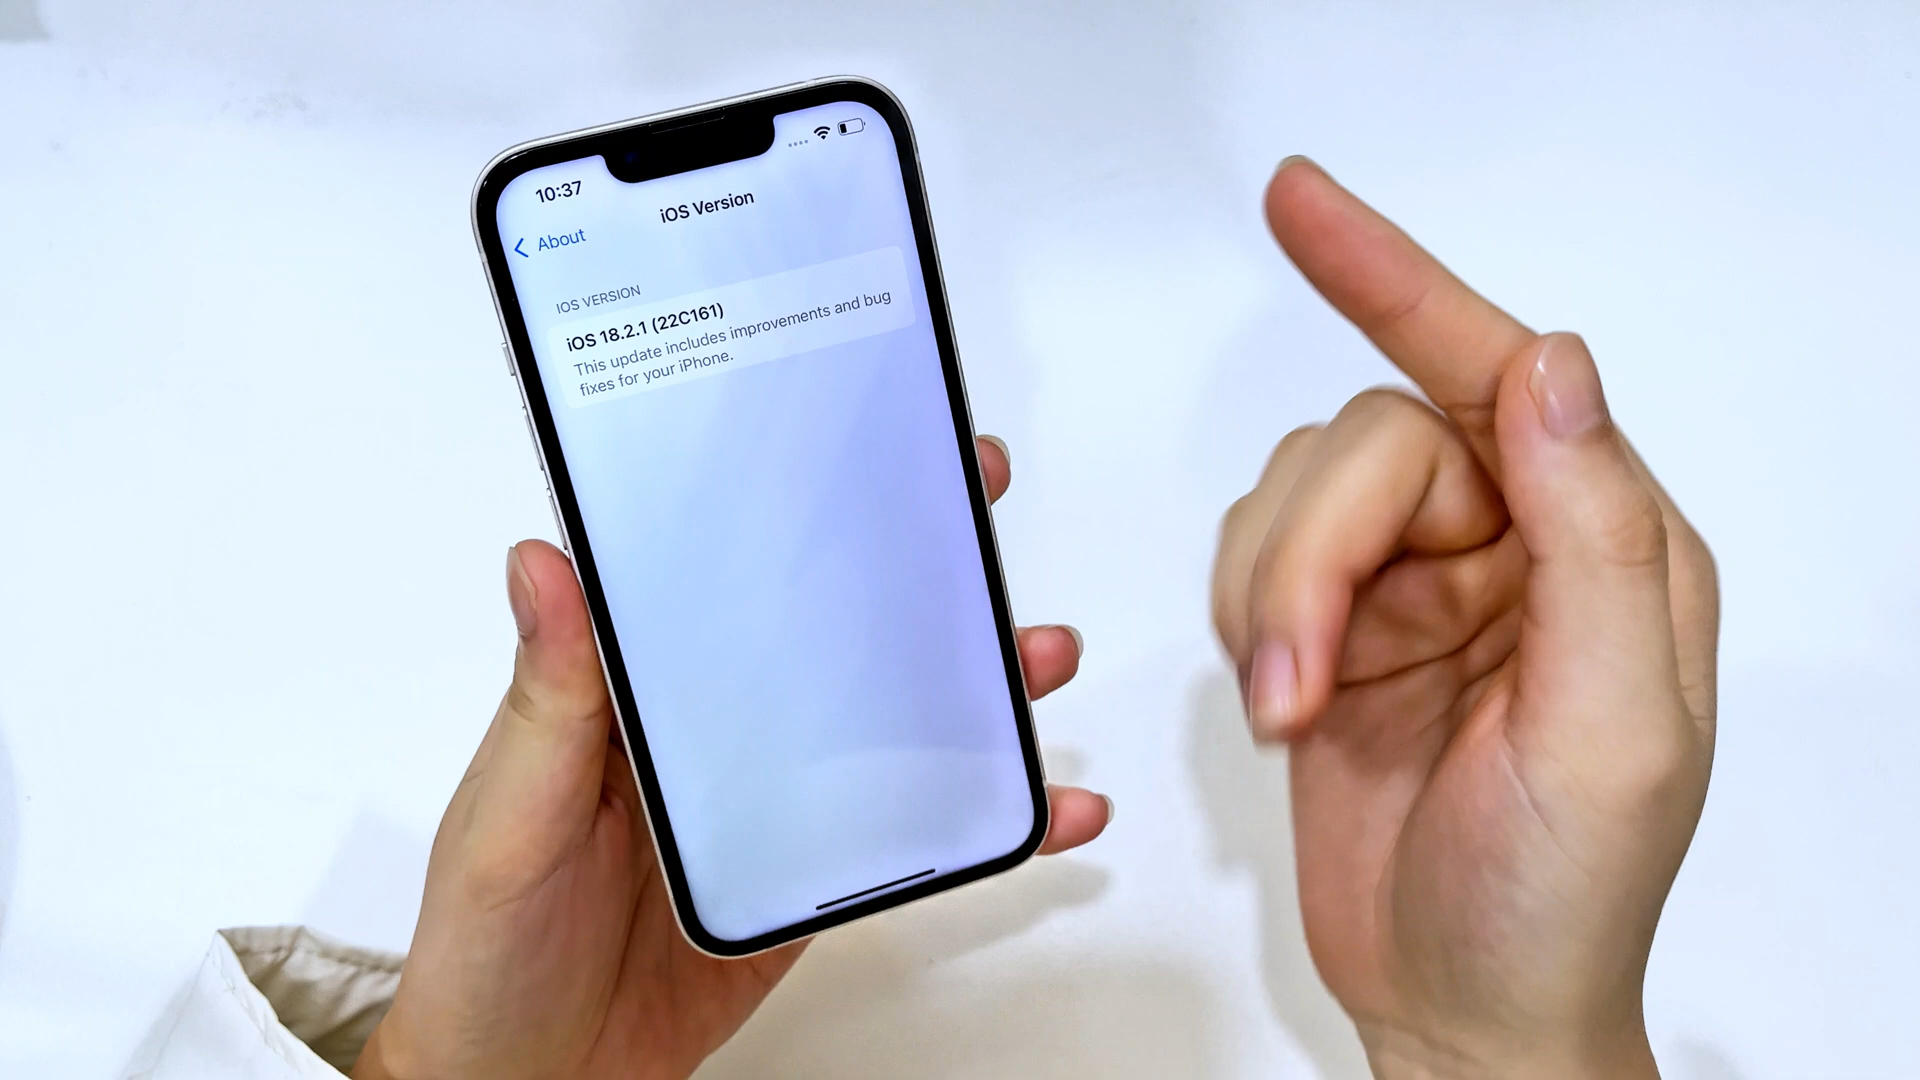 10:37
iOS Version
About
IOS VERSION
iOS 18.2.1 (22C161)
This update includes improvements and bug
fixes for your iPhone.